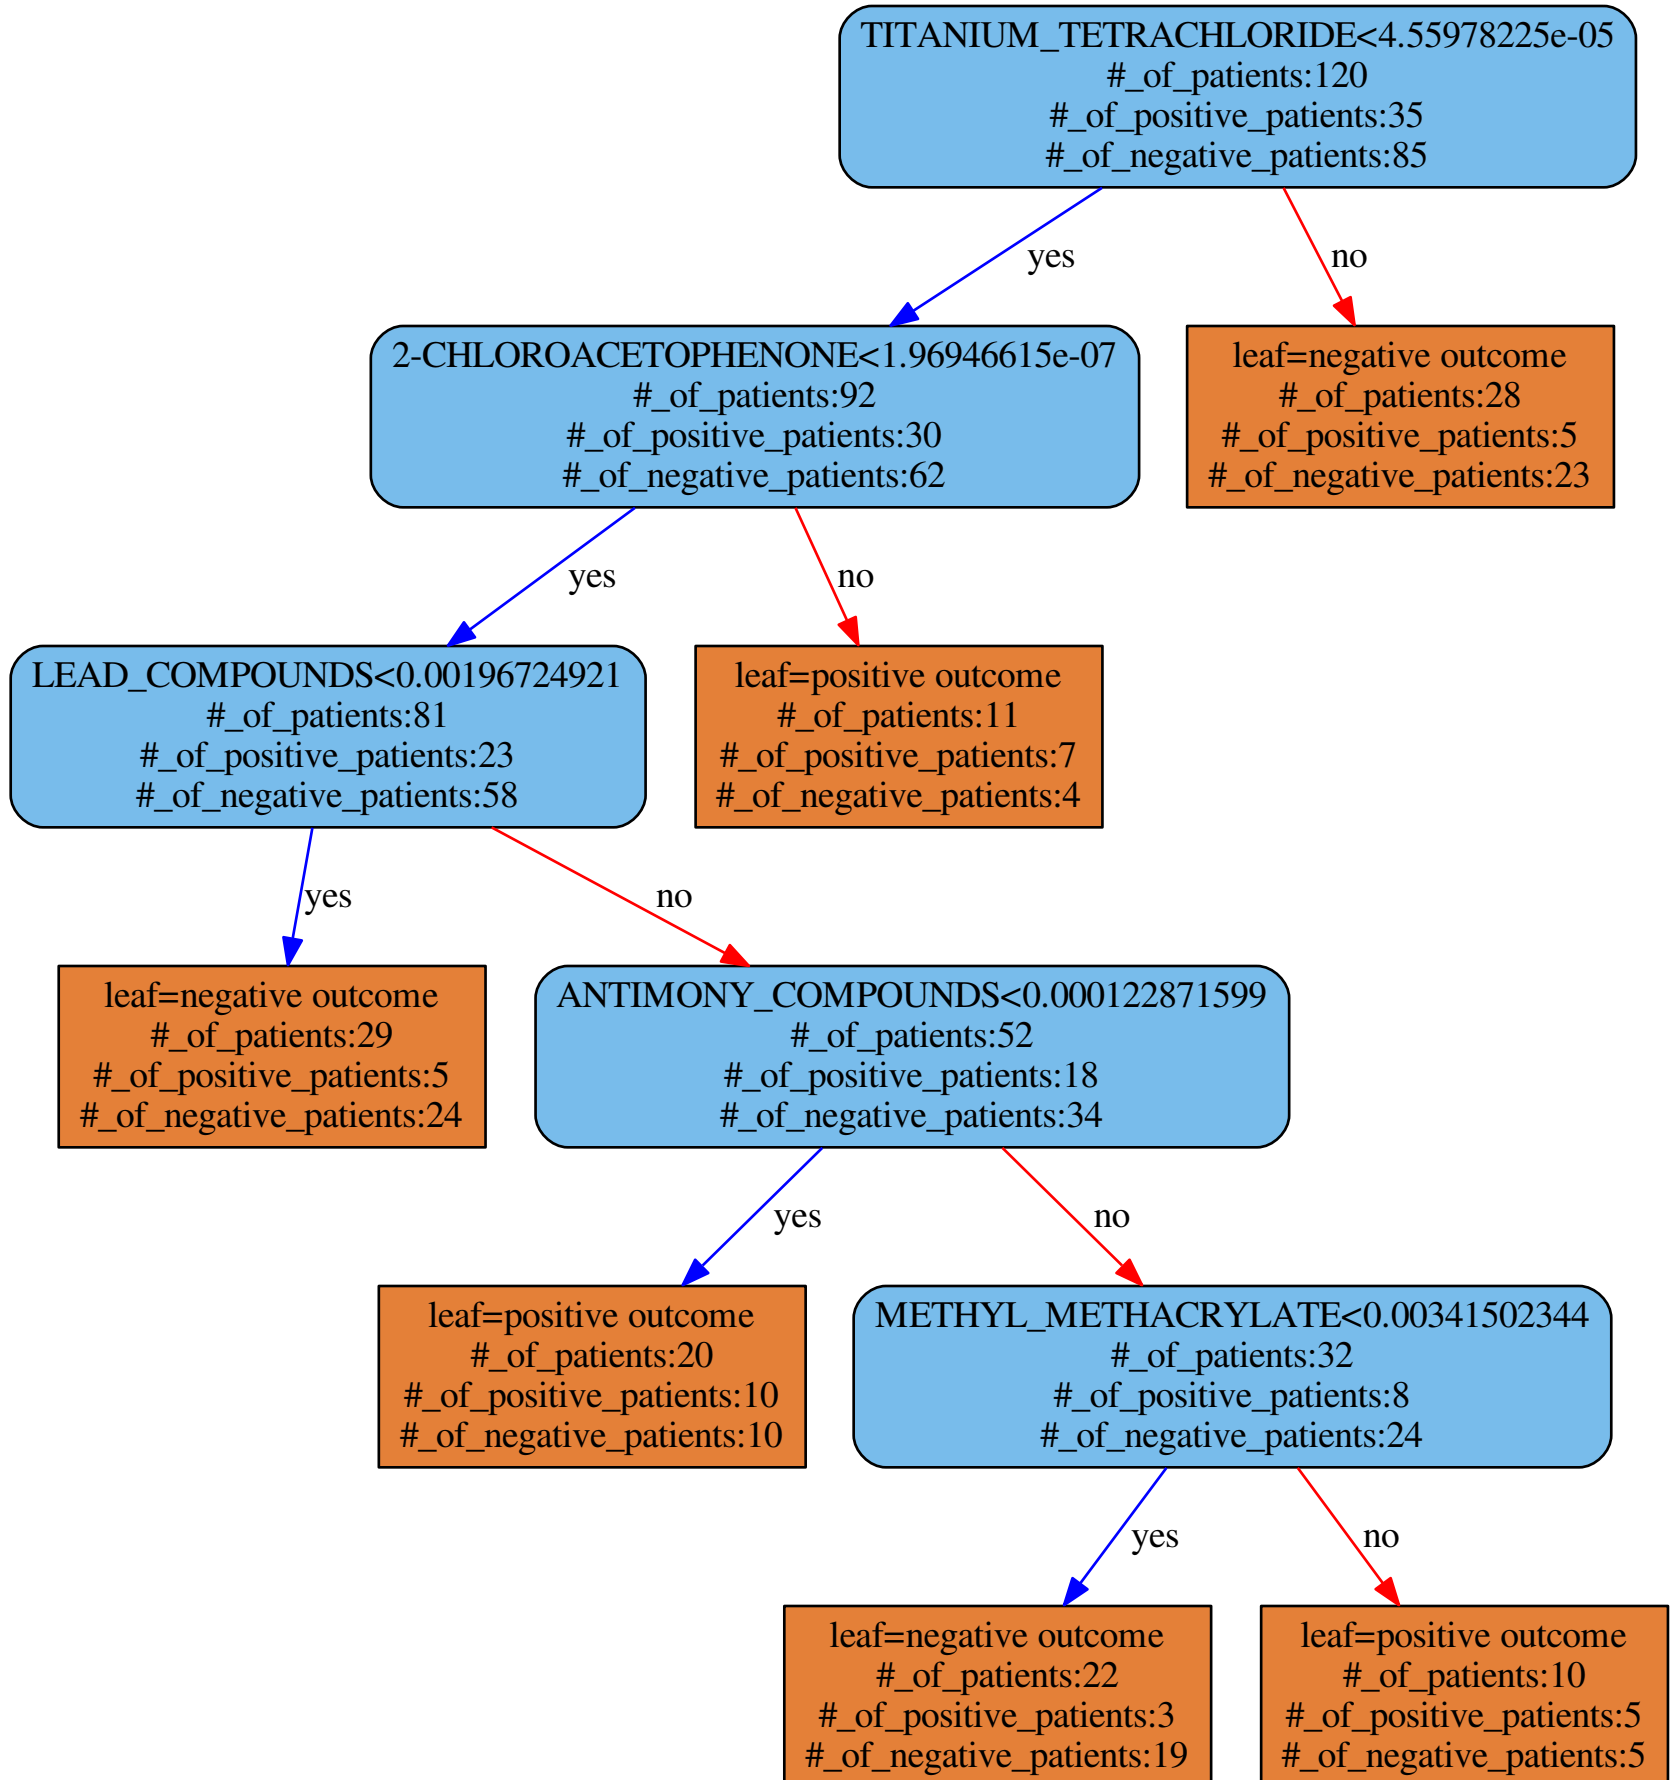 TITANIUM_TETRACHLORIDE<4.55978225e-05
#_of_patients:120
#_of_positive_patients:35
#_of_negative_patients:85
yes
no
2-CHLOROACETOPHENONE<1.96946615e-07
#_of_patients:92
#_of_positive_patients:30
#_of_negative_patients:62
leaf=negative outcome
#_of_patients:28
#_of_positive_patients:5
#_of_negative_patients:23
yes
no
LEAD_COMPOUNDS<0.00196724921
#_of_patients:81
#_of_positive_patients:23
#_of_negative_patients:58
leaf=positive outcome
#_of_patients:11
#_of_positive_patients:7
#_of_negative_patients:4
yes
no
leaf=negative outcome
#_of_patients:29
#_of_positive_patients:5
#_of_negative_patients:24
ANTIMONY_COMPOUNDS<0.000122871599
#_of_patients:52
#_of_positive_patients:18
#_of_negative_patients:34
yes
no
leaf=positive outcome
#_of_patients:20
#_of_positive_patients:10
#_of_negative_patients:10
METHYL_METHACRYLATE<0.00341502344
#_of_patients:32
#_of_positive_patients:8
#_of_negative_patients:24
yes
no
leaf=negative outcome
#_of_patients:22
#_of_positive_patients:3
#_of_negative_patients:19
leaf=positive outcome
#_of_patients:10
#_of_positive_patients:5
#_of_negative_patients:5